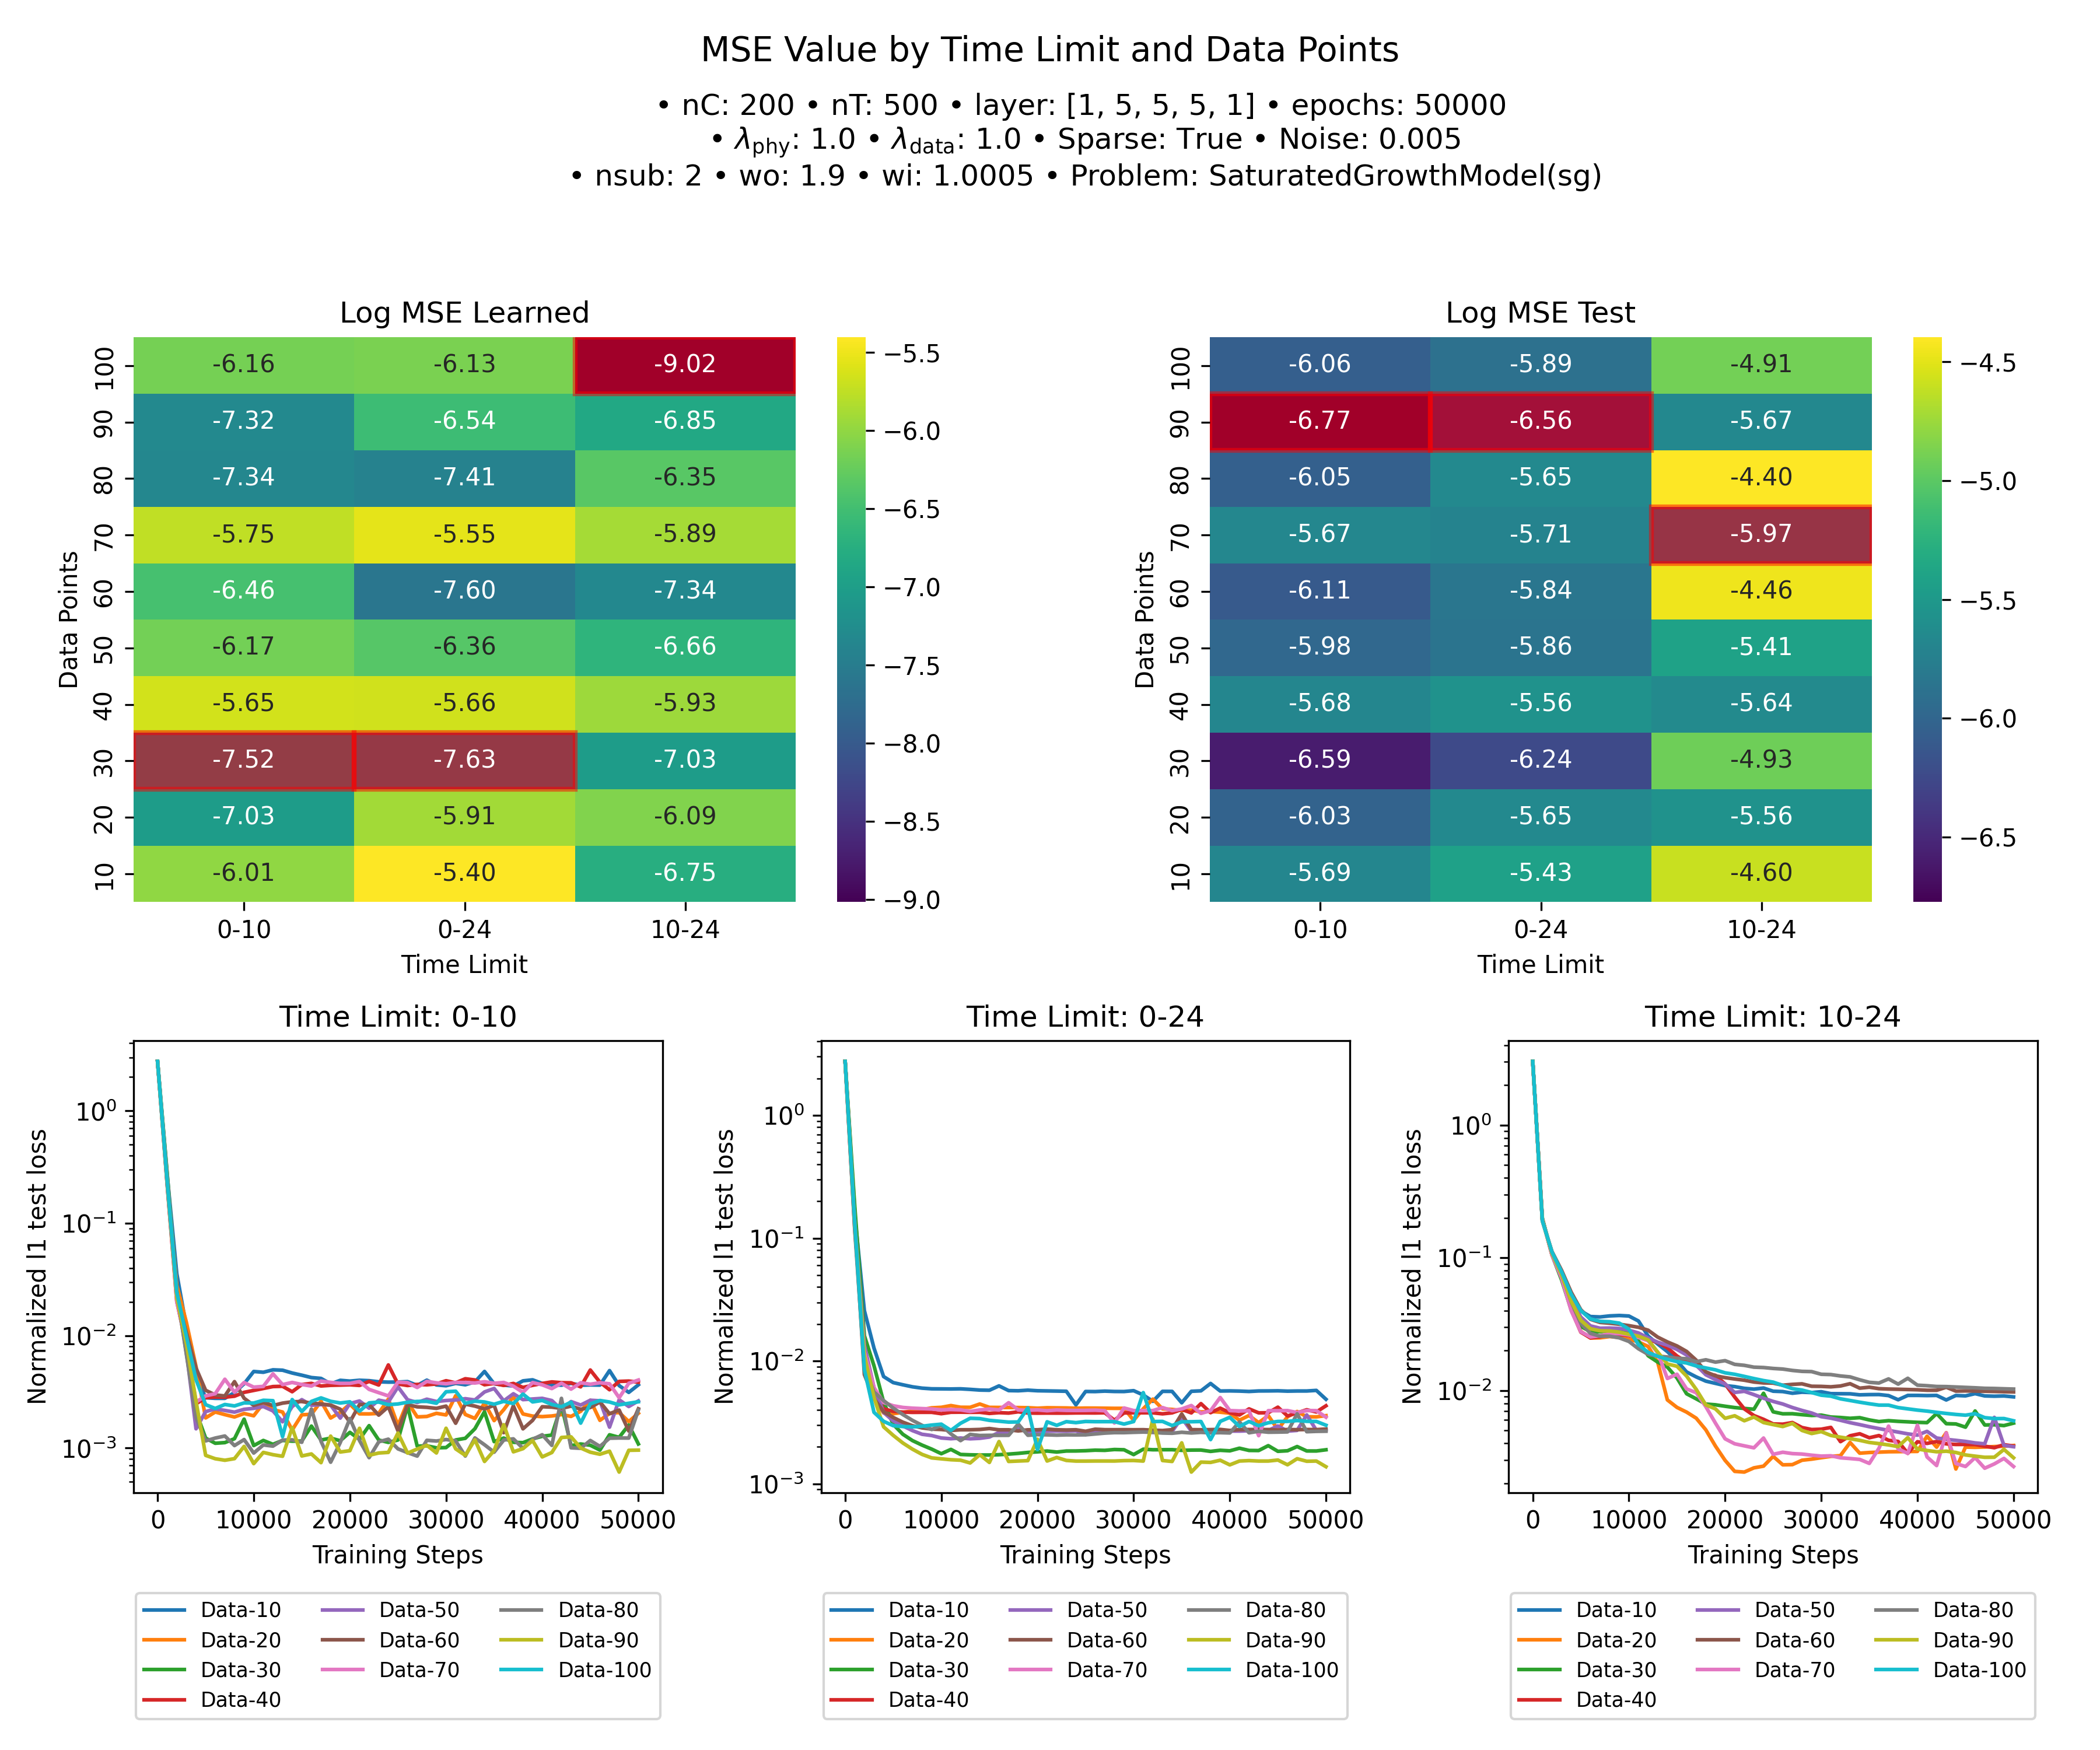 MSE Value by Time Limit and Data Points
• nC: 200 • nT: 500 • layer: [1, 5, 5, 5, 1] • epochs: 50000
• λphy: 1.0 • λdata: 1.0 • Sparse: True • Noise: 0.005
• nsub: 2 • wo: 1.9 • wi: 1.0005 • Problem: SaturatedGrowthModel(sg)
Log MSE Learned
Data Points
100 -6.16 -6.13 -9.02
90 -7.32 -6.54 -6.85
80 -7.34 -7.41 -6.35
70 -5.75 -5.55 -5.89
60 -6.46 -7.60 -7.34
50 -6.17 -6.36 -6.66
40 -5.65 -5.66 -5.93
30 -7.52 -7.63 -7.03
20 -7.03 -5.91 -6.09
10 -6.01 -5.40 -6.75
0-10 0-24 10-24
Time Limit
−5.5
−6.0
−6.5
−7.0
−7.5
−8.0
−8.5
−9.0
Log MSE Test
Data Points
100 -6.06 -5.89 -4.91
90 -6.77 -6.56 -5.67
80 -6.05 -5.65 -4.40
70 -5.67 -5.71 -5.97
60 -6.11 -5.84 -4.46
50 -5.98 -5.86 -5.41
40 -5.68 -5.56 -5.64
30 -6.59 -6.24 -4.93
20 -6.03 -5.65 -5.56
10 -5.69 -5.43 -4.60
0-10 0-24 10-24
Time Limit
−4.5
−5.0
−5.5
−6.0
−6.5
Time Limit: 0-10
Normalized l1 test loss
10⁰
10⁻¹
10⁻²
10⁻³
0 10000 20000 30000 40000 50000
Training Steps
Data-10 Data-50 Data-80
Data-20 Data-60 Data-90
Data-30 Data-70 Data-100
Data-40
Time Limit: 0-24
Normalized l1 test loss
10⁰
10⁻¹
10⁻²
10⁻³
0 10000 20000 30000 40000 50000
Training Steps
Data-10 Data-50 Data-80
Data-20 Data-60 Data-90
Data-30 Data-70 Data-100
Data-40
Time Limit: 10-24
Normalized l1 test loss
10⁰
10⁻¹
10⁻²
0 10000 20000 30000 40000 50000
Training Steps
Data-10 Data-50 Data-80
Data-20 Data-60 Data-90
Data-30 Data-70 Data-100
Data-40